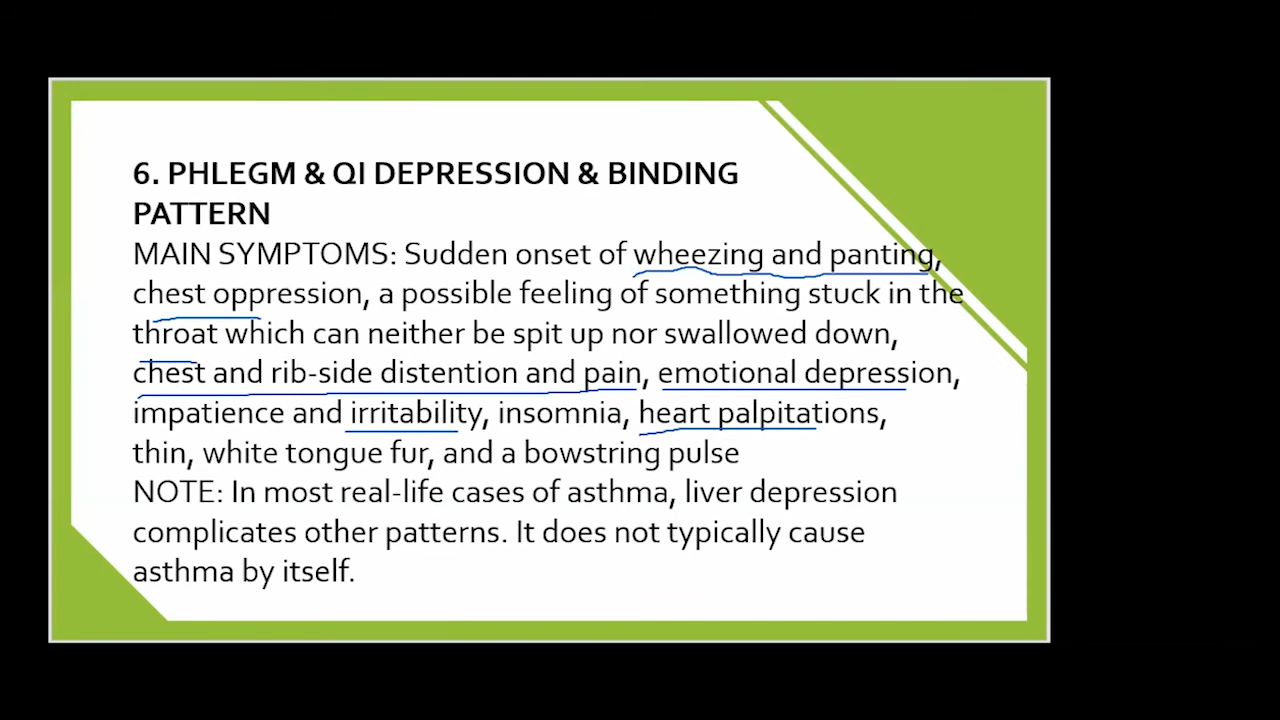 6. PHLEGM & QI DEPRESSION & BINDING
PATTERN
MAIN SYMPTOMS: Sudden onset of wheezing and panting,
chest oppression, a possible feeling of something stuck in the
throat which can neither be spit up nor swallowed down,
chest and rib-side distention and pain, emotional depression,
impatience and irritability, insomnia, heart palpitations,
thin, white tongue fur, and a bowstring pulse
NOTE: In most real-life cases of asthma, liver depression
complicates other patterns. It does not typically cause
asthma by itself.